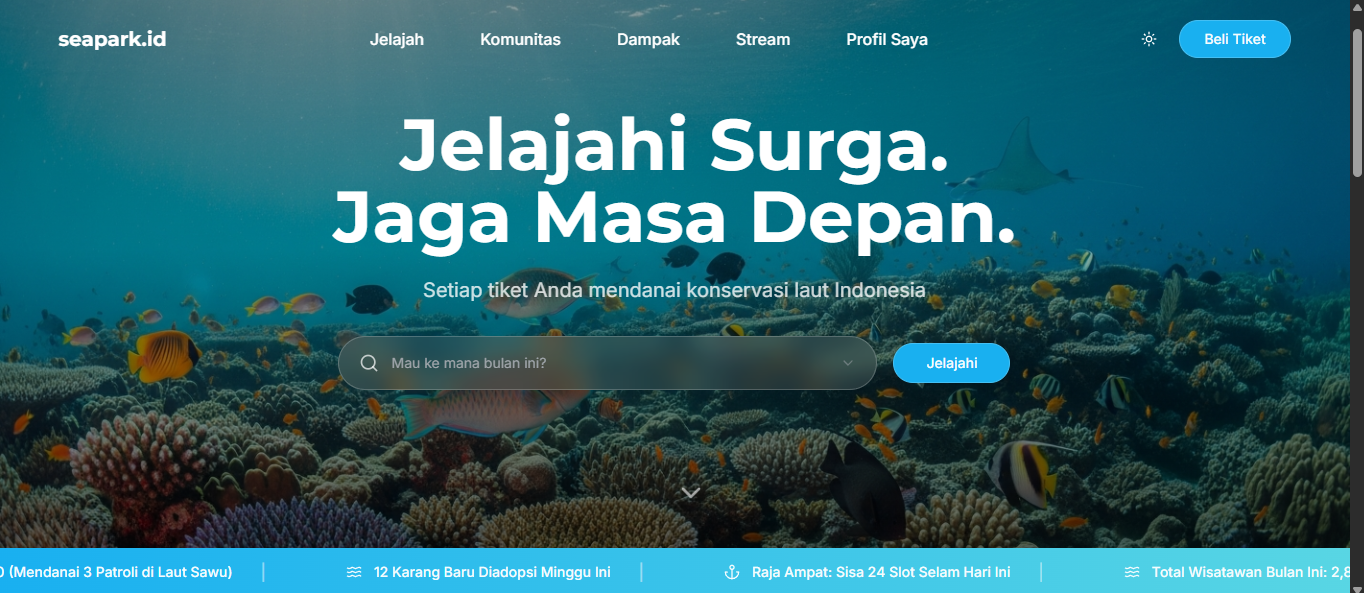 seapark.id
Jelajah
Komunitas
Dampak
Stream
Profil Saya
Beli Tiket
Jelajahi Surga.
Jaga Masa Depan.
Setiap tiket Anda mendanai konservasi laut Indonesia
Mau ke mana bulan ini?
Jelajahi
(Mendanai 3 Patroli di Laut Sawu)
12 Karang Baru Diadopsi Minggu Ini
Raja Ampat: Sisa 24 Slot Selam Hari Ini
Total Wisatawan Bulan Ini: